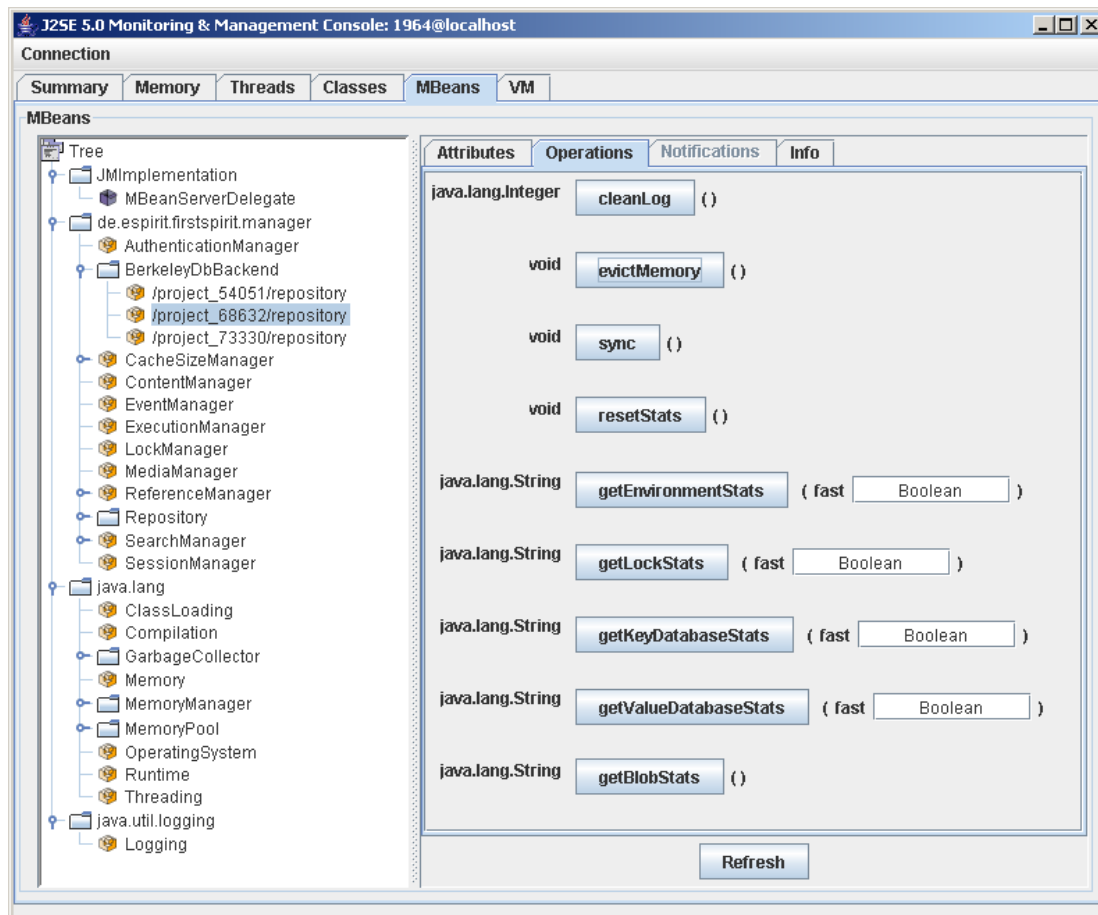 J2SE 5.0 Monitoring & Management Console: 1964@localhost
Connection
Summary Memory Threads Classes MBeans VM
MBeans
Tree
JMImplementation
MBeanServerDelegate
de.espirit.firstspirit.manager
AuthenticationManager
BerkeleyDbBackend
/project_54051/repository
/project_68632/repository
/project_73330/repository
CacheSizeManager
ContentManager
EventManager
ExecutionManager
LockManager
MediaManager
ReferenceManager
Repository
SearchManager
SessionManager
java.lang
ClassLoading
Compilation
GarbageCollector
Memory
MemoryManager
MemoryPool
OperatingSystem
Runtime
Threading
java.util.logging
Logging
Attributes Operations Notifications Info
java.lang.Integer cleanLog ( )
void evictMemory ( )
void sync ( )
void resetStats ( )
java.lang.String getEnvironmentStats ( fast Boolean )
java.lang.String getLockStats ( fast Boolean )
java.lang.String getKeyDatabaseStats ( fast Boolean )
java.lang.String getValueDatabaseStats ( fast Boolean )
java.lang.String getBlobStats ( )
Refresh